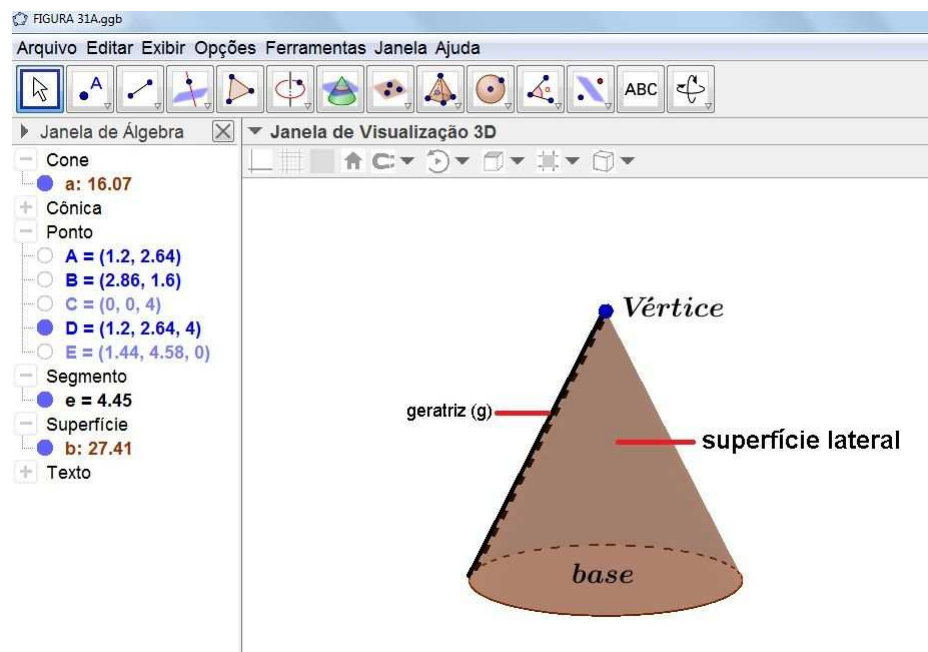 FIGURA 31A.ggb
Arquivo Editar Exibir Opções Ferramentas Janela Ajuda
A
ABC
Janela de Álgebra
Janela de Visualização 3D
Cone
a: 16.07
Cônica
Ponto
A = (1.2, 2.64)
B = (2.86, 1.6)
C = (0, 0, 4)
D = (1.2, 2.64, 4)
E = (1.44, 4.58, 0)
Segmento
e = 4.45
Superfície
b: 27.41
Texto
Vértice
geratriz (g)
superfície lateral
base